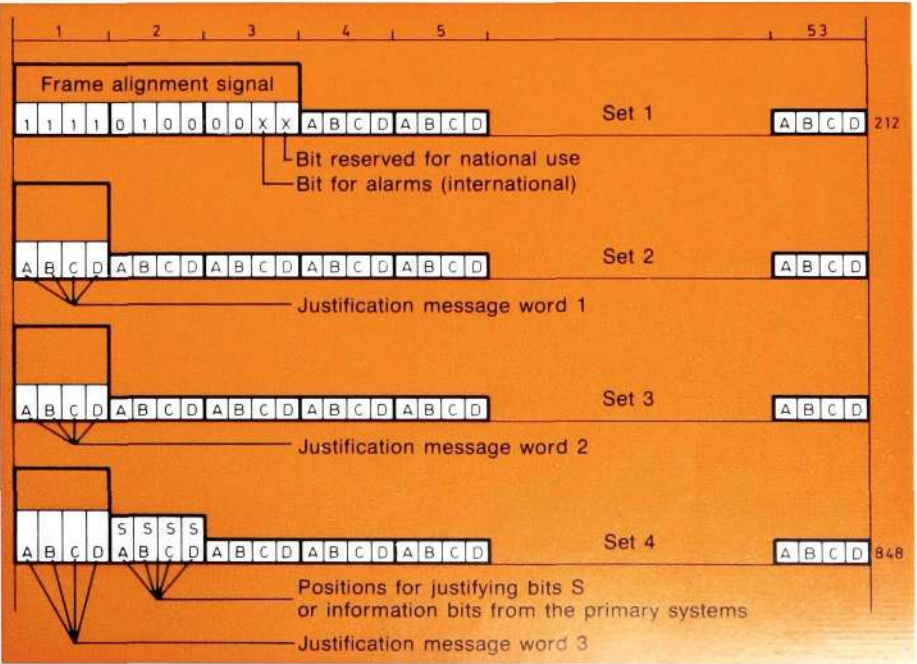 1 2 3 4 5 53
Frame alignment signal
1 1 1 1 0 1 0 0 0 0 X X A B C D A B C D Set 1 A B C D 212
Bit reserved for national use
Bit for alarms (international)
A B C D A B C D A B C D A B C D A B C D Set 2 A B C D
Justification message word 1
A B C D A B C D A B C D A B C D A B C D Set 3 A B C D
Justification message word 2
S S S S
A B C D A B C D A B C D A B C D A B C D Set 4 A B C D 848
Positions for justifying bits S
or information bits from the primary systems
Justification message word 3